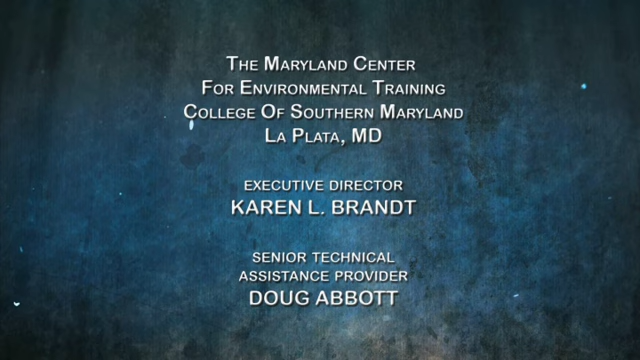 The Maryland Center
For Environmental Training
College Of Southern Maryland
La Plata, MD
EXECUTIVE DIRECTOR
KAREN L. BRANDT
SENIOR TECHNICAL
ASSISTANCE PROVIDER
DOUG ABBOTT